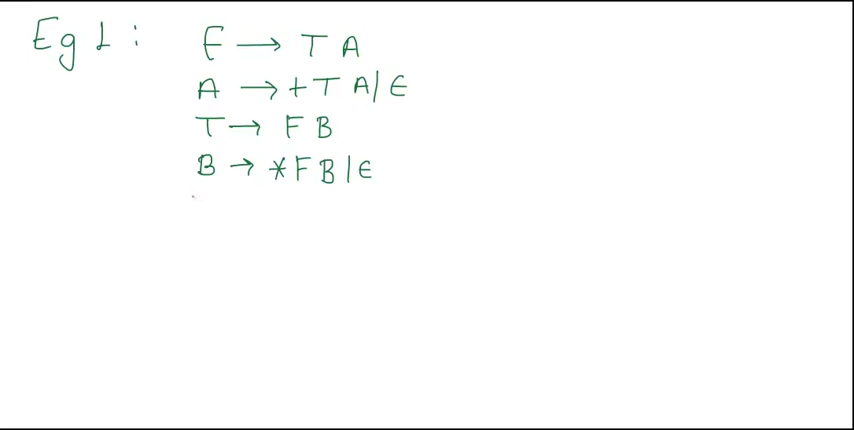 Eg 1 : E → T A
A → + T A / ε
T → F B
B → * F B | ε